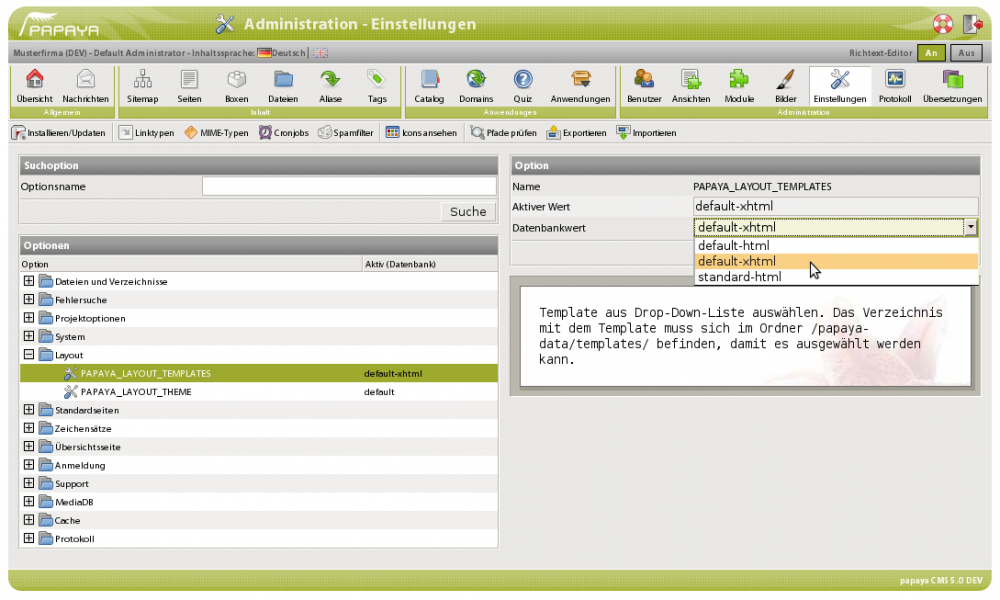 PAPAYA
Administration - Einstellungen
Musterfirma (DEV) - Default Administrator - Inhaltssprache: Deutsch |
Richtext-Editor An Aus
Übersicht Nachrichten Sitemap Seiten Boxen Dateien Aliase Tags Catalog Domains Quiz Anwendungen Benutzer Ansichten Module Bilder Einstellungen Protokoll Übersetzungen
Allgemein Inhalt Anwendungen Administration
Installieren/Updaten Linktypen MIME-Typen Cronjobs Spamfilter Icons ansehen Pfade prüfen Exportieren Importieren
Suchoption
Optionsname
Suche
Optionen
Option Aktiv (Datenbank)
Dateien und Verzeichnisse
Fehlersuche
Projektoptionen
System
Layout
PAPAYA_LAYOUT_TEMPLATES default-xhtml
PAPAYA_LAYOUT_THEME default
Standardseiten
Zeichensätze
Übersichtsseite
Anmeldung
Support
MediaDB
Cache
Protokoll
Option
Name PAPAYA_LAYOUT_TEMPLATES
Aktiver Wert default-xhtml
Datenbankwert default-xhtml
default-html
default-xhtml
standard-html
Template aus Drop-Down-Liste auswählen. Das Verzeichnis
mit dem Template muss sich im Ordner /papaya-
data/templates/ befinden, damit es ausgewählt werden
kann.
papaya CMS 5.0 DEV